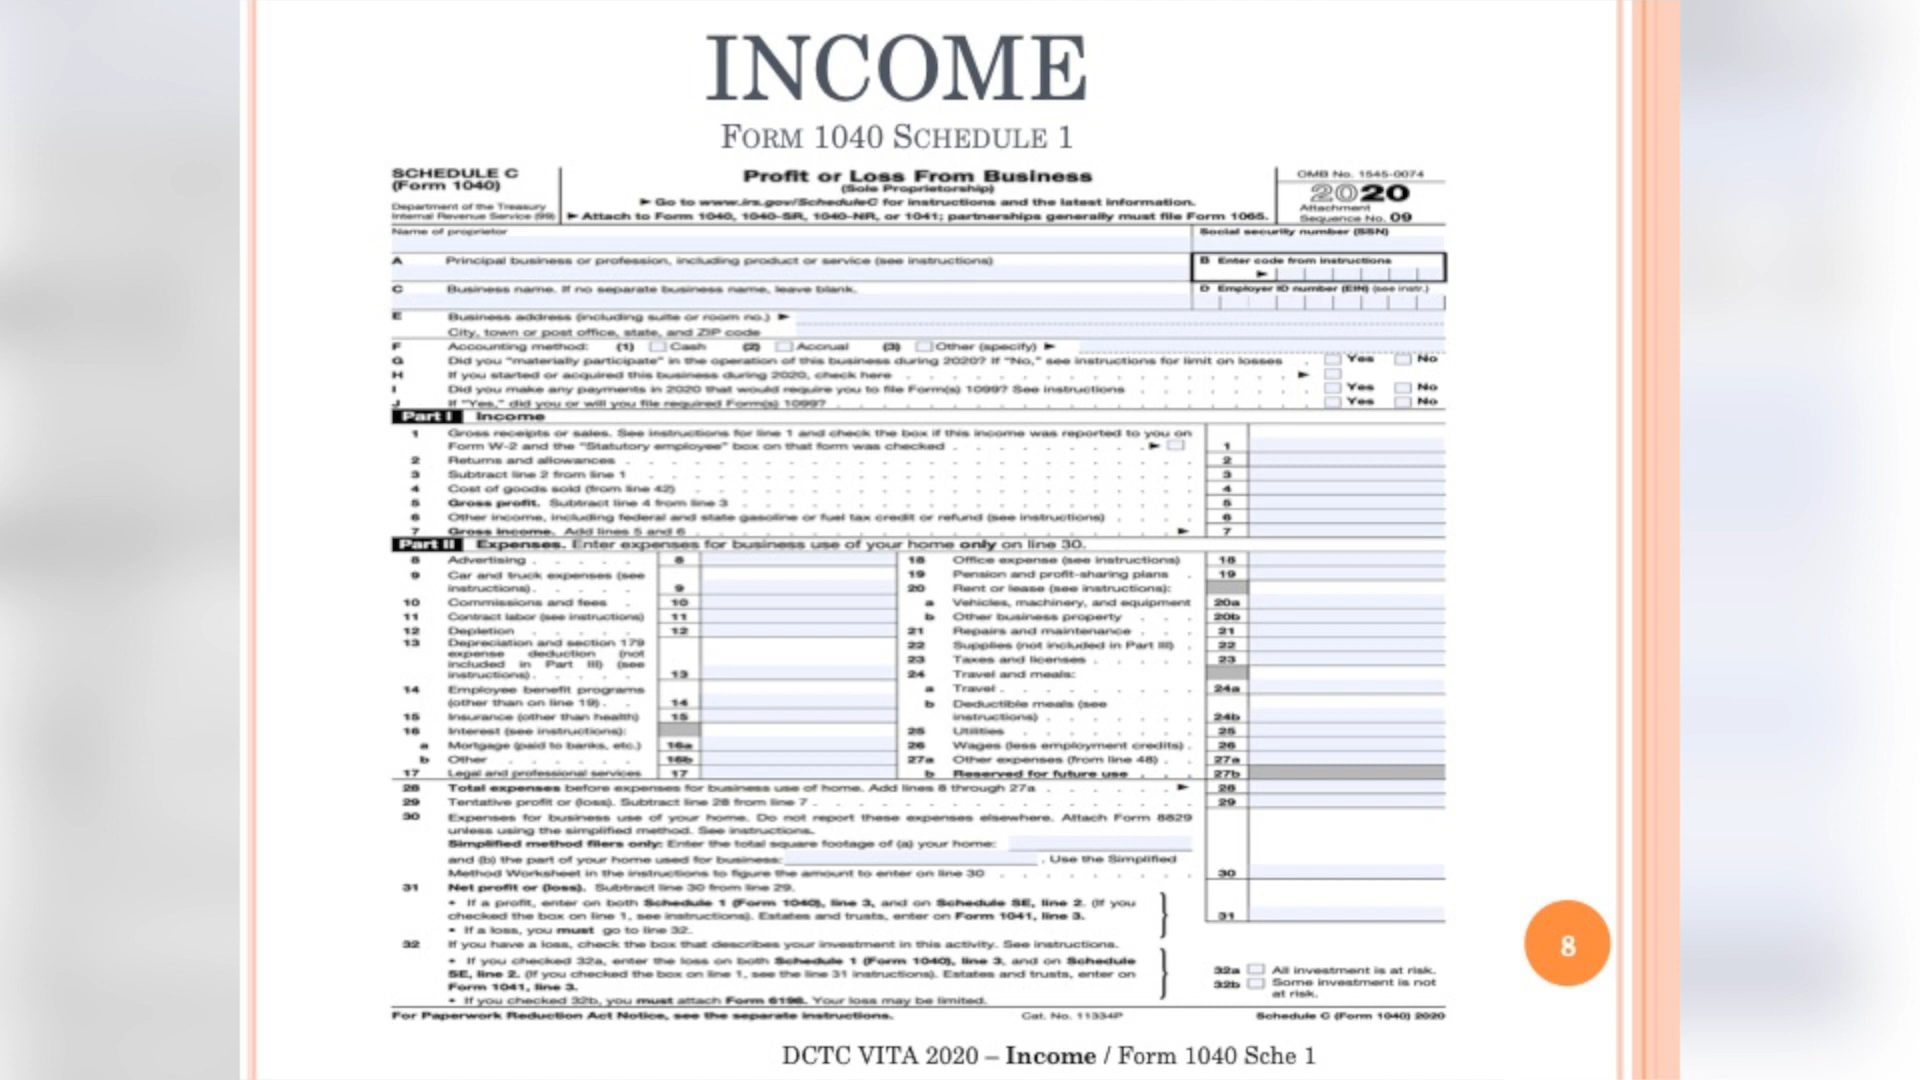 INCOME
FORM 1040 SCHEDULE 1
SCHEDULE C
(Form 1040)
Department of the Treasury
Internal Revenue Service (99)
Profit or Loss From Business
(Sole Proprietorship)
► Go to www.irs.gov/ScheduleC for instructions and the latest information.
► Attach to Form 1040, 1040-SR, 1040-NR, or 1041; partnerships generally must file Form 1065.
OMB No. 1545-0074
2020
Attachment
Sequence No. 09
Name of proprietor
Social security number (SSN)
A Principal business or profession, including product or service (see instructions)
B Enter code from instructions
►
C Business name. If no separate business name, leave blank.
D Employer ID number (EIN) (see instr.)
E Business address (including suite or room no.) ►
City, town or post office, state, and ZIP code
F Accounting method: (1) Cash (2) Accrual (3) Other (specify) ►
G Did you "materially participate" in the operation of this business during 2020? If "No," see instructions for limit on losses . Yes No
H If you started or acquired this business during 2020, check here ►
I Did you make any payments in 2020 that would require you to file Form(s) 1099? See instructions Yes No
J If "Yes," did you or will you file required Form(s) 1099? Yes No
Part I Income
1 Gross receipts or sales. See instructions for line 1 and check the box if this income was reported to you on
Form W-2 and the "Statutory employee" box on that form was checked ► 1
2 Returns and allowances 2
3 Subtract line 2 from line 1 3
4 Cost of goods sold (from line 42) 4
5 Gross profit. Subtract line 4 from line 3 5
6 Other income, including federal and state gasoline or fuel tax credit or refund (see instructions) 6
7 Gross income. Add lines 5 and 6 ► 7
Part II Expenses. Enter expenses for business use of your home only on line 30.
8 Advertising 8
9 Car and truck expenses (see
instructions) 9
10 Commissions and fees 10
11 Contract labor (see instructions) 11
12 Depletion 12
13 Depreciation and section 179
expense deduction (not
included in Part III) (see
instructions) 13
14 Employee benefit programs
(other than on line 19) 14
15 Insurance (other than health) 15
16 Interest (see instructions):
a Mortgage (paid to banks, etc.) 16a
b Other 16b
17 Legal and professional services 17
18 Office expense (see instructions) 18
19 Pension and profit-sharing plans 19
20 Rent or lease (see instructions):
a Vehicles, machinery, and equipment 20a
b Other business property 20b
21 Repairs and maintenance 21
22 Supplies (not included in Part III) 22
23 Taxes and licenses 23
24 Travel and meals:
a Travel 24a
b Deductible meals (see
instructions) 24b
25 Utilities 25
26 Wages (less employment credits) 26
27a Other expenses (from line 48) 27a
b Reserved for future use 27b
28 Total expenses before expenses for business use of home. Add lines 8 through 27a ► 28
29 Tentative profit or (loss). Subtract line 28 from line 7 29
30 Expenses for business use of your home. Do not report these expenses elsewhere. Attach Form 8829
unless using the simplified method. See instructions.
Simplified method filers only: Enter the total square footage of (a) your home:
and (b) the part of your home used for business: . Use the Simplified
Method Worksheet in the instructions to figure the amount to enter on line 30 30
31 Net profit or (loss). Subtract line 30 from line 29.
• If a profit, enter on both Schedule 1 (Form 1040), line 3, and on Schedule SE, line 2. (If you
checked the box on line 1, see instructions). Estates and trusts, enter on Form 1041, line 3.
• If a loss, you must go to line 32.
31
32 If you have a loss, check the box that describes your investment in this activity. See instructions.
• If you checked 32a, enter the loss on both Schedule 1 (Form 1040), line 3, and on Schedule
SE, line 2. (If you checked the box on line 1, see the line 31 instructions). Estates and trusts, enter on
Form 1041, line 3.
• If you checked 32b, you must attach Form 6198. Your loss may be limited.
32a All investment is at risk.
32b Some investment is not
at risk.
For Paperwork Reduction Act Notice, see the separate instructions. Cat. No. 11334P Schedule C (Form 1040) 2020
8
DCTC VITA 2020 – Income / Form 1040 Sche 1